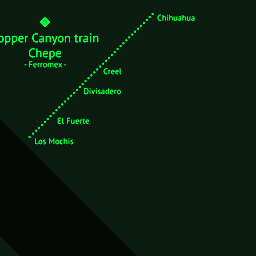 opper Canyon train
Chepe
- Ferromex -
Chihuahua
Creel
Divisadero
El Fuerte
Los Mochis